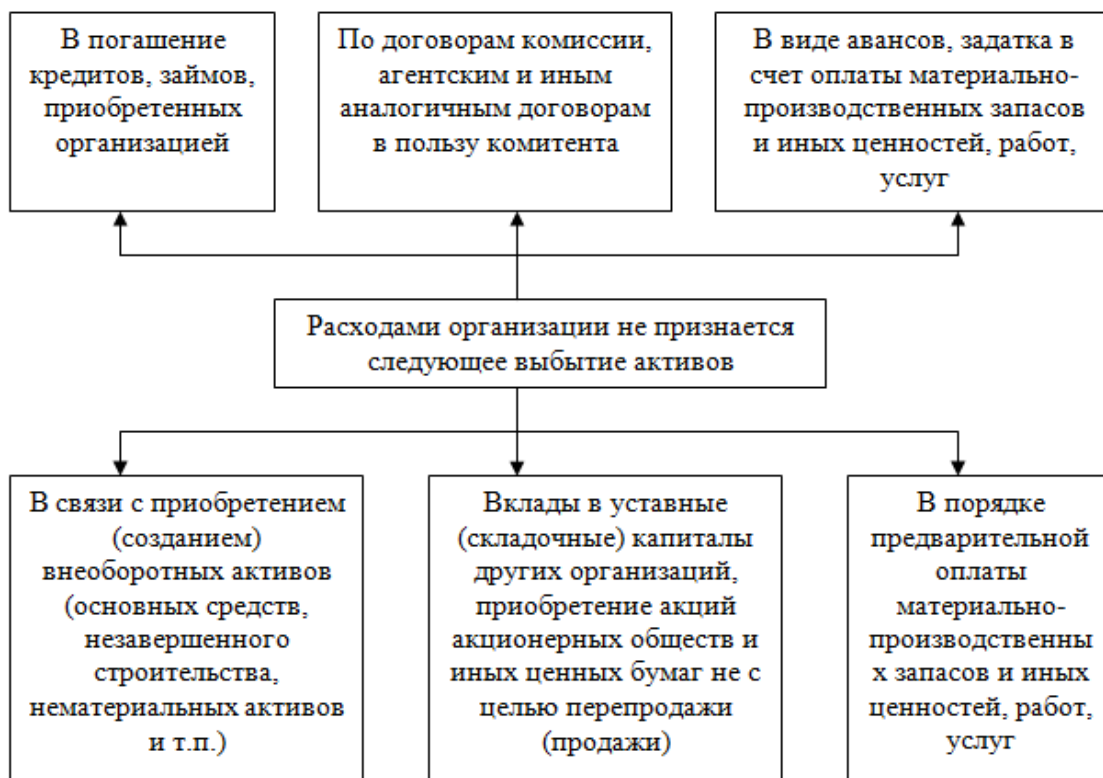 В погашение
кредитов, займов,
приобретенных
организацией
По договорам комиссии,
агентским и иным
аналогичным договорам
в пользу комитента
В виде авансов, задатка в
счет оплаты материально-
производственных запасов
и иных ценностей, работ,
услуг
Расходами организации не признается
следующее выбытие активов
В связи с приобретением
(созданием)
внеоборотных активов
(основных средств,
незавершенного
строительства,
нематериальных активов
и т.п.)
Вклады в уставные
(складочные) капиталы
других организаций,
приобретение акций
акционерных обществ и
иных ценных бумаг не с
целью перепродажи
(продажи)
В порядке
предварительной
оплаты
материально-
производственны
х запасов и иных
ценностей, работ,
услуг